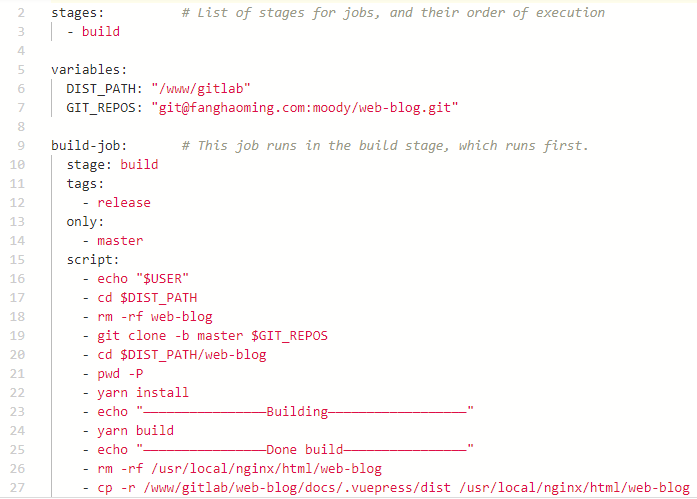 2 stages:          # List of stages for jobs, and their order of execution
3   - build
4
5 variables:
6   DIST_PATH: "/www/gitlab"
7   GIT_REPOS: "git@fanghaoming.com:moody/web-blog.git"
8
9 build-job:       # This job runs in the build stage, which runs first.
10   stage: build
11   tags:
12     - release
13   only:
14     - master
15   script:
16     - echo "$USER"
17     - cd $DIST_PATH
18     - rm -rf web-blog
19     - git clone -b master $GIT_REPOS
20     - cd $DIST_PATH/web-blog
21     - pwd -P
22     - yarn install
23     - echo "————————————————Building——————————————————"
24     - yarn build
25     - echo "————————————————Done build————————————————"
26     - rm -rf /usr/local/nginx/html/web-blog
27     - cp -r /www/gitlab/web-blog/docs/.vuepress/dist /usr/local/nginx/html/web-blog